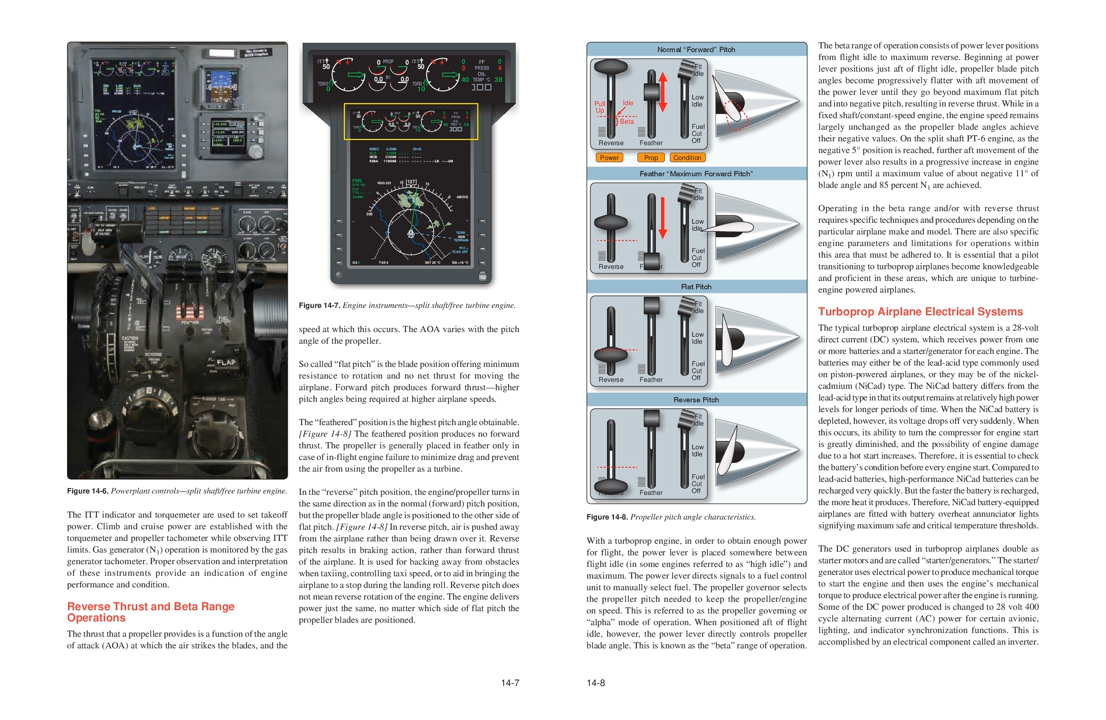 Figure 14-6. Powerplant controls—split shaft/free turbine engine.
The ITT indicator and torquemeter are used to set takeoff
power. Climb and cruise power are established with the
torquemeter and propeller tachometer while observing ITT
limits. Gas generator (N1) operation is monitored by the gas
generator tachometer. Proper observation and interpretation
of these instruments provide an indication of engine
performance and condition.
Reverse Thrust and Beta Range
Operations
The thrust that a propeller provides is a function of the angle
of attack (AOA) at which the air strikes the blades, and the
Figure 14-7. Engine instruments—split shaft/free turbine engine.
speed at which this occurs. The AOA varies with the pitch
angle of the propeller.
So called “flat pitch” is the blade position offering minimum
resistance to rotation and no net thrust for moving the
airplane. Forward pitch produces forward thrust—higher
pitch angles being required at higher airplane speeds.
The “feathered” position is the highest pitch angle obtainable.
[Figure 14-8] The feathered position produces no forward
thrust. The propeller is generally placed in feather only in
case of in-flight engine failure to minimize drag and prevent
the air from using the propeller as a turbine.
In the “reverse” pitch position, the engine/propeller turns in
the same direction as in the normal (forward) pitch position,
but the propeller blade angle is positioned to the other side of
flat pitch. [Figure 14-8] In reverse pitch, air is pushed away
from the airplane rather than being drawn over it. Reverse
pitch results in braking action, rather than forward thrust
of the airplane. It is used for backing away from obstacles
when taxiing, controlling taxi speed, or to aid in bringing the
airplane to a stop during the landing roll. Reverse pitch does
not mean reverse rotation of the engine. The engine delivers
power just the same, no matter which side of flat pitch the
propeller blades are positioned.
14-7
Normal “Forward” Pitch
Flt
Idle
Pull
Up
Idle
Beta
Low
Idle
Fuel
Cut
Off
Reverse
Feather
Power
Prop
Condition
Feather “Maximum Forward Pitch”
Flt
Idle
Low
Idle
Fuel
Cut
Off
Reverse
Flat Pitch
Flt
Idle
Low
Idle
Fuel
Cut
Off
Reverse
Feather
Reverse Pitch
Flt
Idle
Low
Idle
Fuel
Cut
Off
Feather
Figure 14-8. Propeller pitch angle characteristics.
With a turboprop engine, in order to obtain enough power
for flight, the power lever is placed somewhere between
flight idle (in some engines referred to as “high idle”) and
maximum. The power lever directs signals to a fuel control
unit to manually select fuel. The propeller governor selects
the propeller pitch needed to keep the propeller/engine
on speed. This is referred to as the propeller governing or
“alpha” mode of operation. When positioned aft of flight
idle, however, the power lever directly controls propeller
blade angle. This is known as the “beta” range of operation.
The beta range of operation consists of power lever positions
from flight idle to maximum reverse. Beginning at power
lever positions just aft of flight idle, propeller blade pitch
angles become progressively flatter with aft movement of
the power lever until they go beyond maximum flat pitch
and into negative pitch, resulting in reverse thrust. While in a
fixed shaft/constant-speed engine, the engine speed remains
largely unchanged as the propeller blade angles achieve
their negative values. On the split shaft PT-6 engine, as the
negative 5° position is reached, further aft movement of the
power lever also results in a progressive increase in engine
(N1) rpm until a maximum value of about negative 11° of
blade angle and 85 percent N1 are achieved.
Operating in the beta range and/or with reverse thrust
requires specific techniques and procedures depending on the
particular airplane make and model. There are also specific
engine parameters and limitations for operations within
this area that must be adhered to. It is essential that a pilot
transitioning to turboprop airplanes become knowledgeable
and proficient in these areas, which are unique to turbine-
engine powered airplanes.
Turboprop Airplane Electrical Systems
The typical turboprop airplane electrical system is a 28-volt
direct current (DC) system, which receives power from one
or more batteries and a starter/generator for each engine. The
batteries may either be of the lead-acid type commonly used
on piston-powered airplanes, or they may be of the nickel-
cadmium (NiCad) type. The NiCad battery differs from the
lead-acid type in that its output remains at relatively high power
levels for longer periods of time. When the NiCad battery is
depleted, however, its voltage drops off very suddenly. When
this occurs, its ability to turn the compressor for engine start
is greatly diminished, and the possibility of engine damage
due to a hot start increases. Therefore, it is essential to check
the battery’s condition before every engine start. Compared to
lead-acid batteries, high-performance NiCad batteries can be
recharged very quickly. But the faster the battery is recharged,
the more heat it produces. Therefore, NiCad battery-equipped
airplanes are fitted with battery overheat annunciator lights
signifying maximum safe and critical temperature thresholds.
The DC generators used in turboprop airplanes double as
starter motors and are called “starter/generators.” The starter/
generator uses electrical power to produce mechanical torque
to start the engine and then uses the engine’s mechanical
torque to produce electrical power after the engine is running.
Some of the DC power produced is changed to 28 volt 400
cycle alternating current (AC) power for certain avionic,
lighting, and indicator synchronization functions. This is
accomplished by an electrical component called an inverter.
14-8